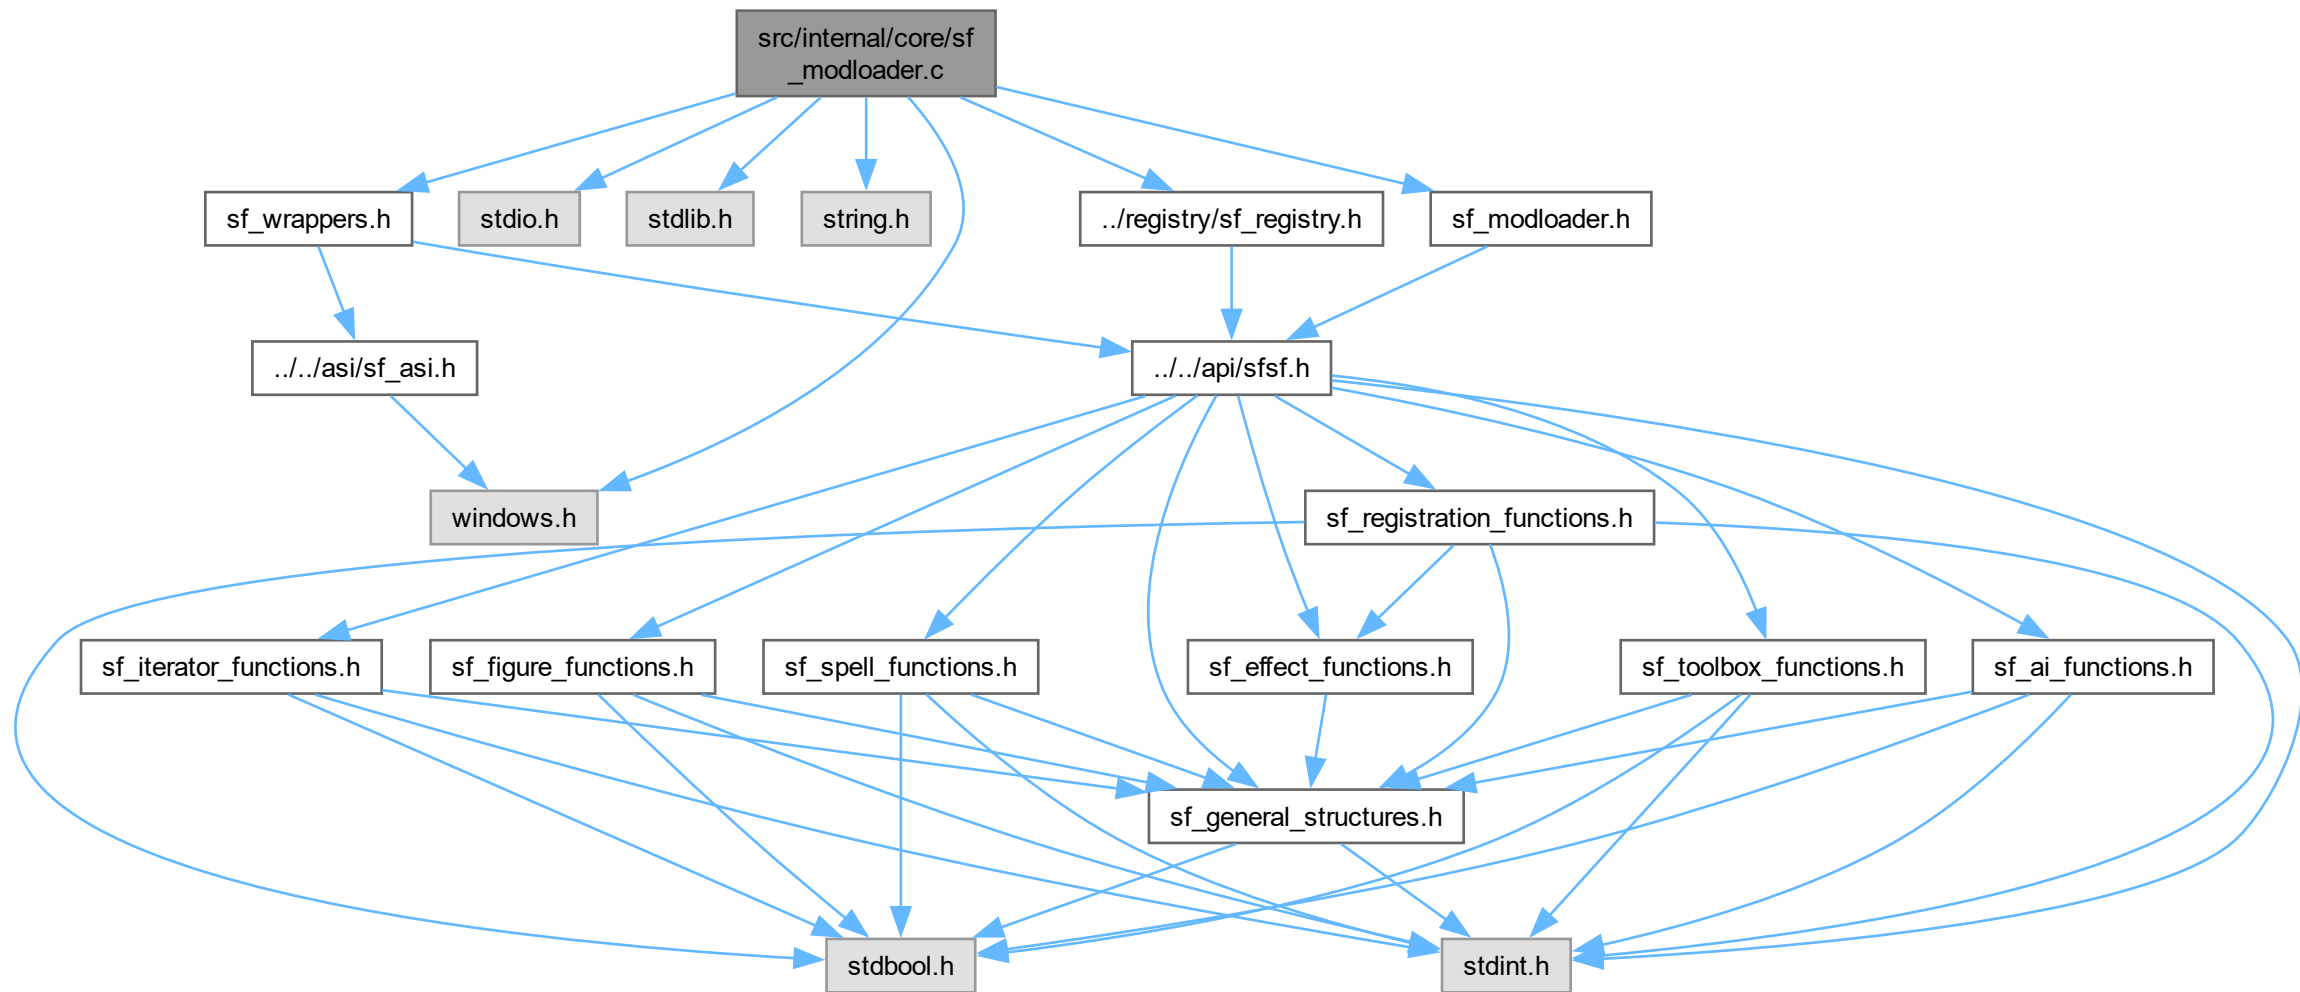 src/internal/core/sf
_modloader.c
sf_wrappers.h
stdio.h
stdlib.h
string.h
../registry/sf_registry.h
sf_modloader.h
../../asi/sf_asi.h
../../api/sfsf.h
windows.h
sf_registration_functions.h
sf_iterator_functions.h
sf_figure_functions.h
sf_spell_functions.h
sf_effect_functions.h
sf_toolbox_functions.h
sf_ai_functions.h
sf_general_structures.h
stdbool.h
stdint.h